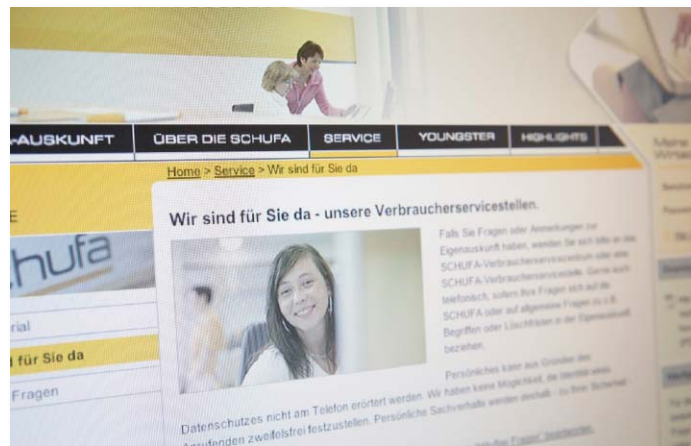 -AUSKUNFT
ÜBER DIE SCHUFA
SERVICE
YOUNGSTER
HIGHLIGHTS
Home > Service > Wir sind für Sie da
chufa
rial
für Sie da
Fragen
Wir sind für Sie da - unsere Verbraucherservicestellen.
Falls Sie Fragen oder Anmerkungen zur
Eigenauskunft haben, wenden Sie sich bitte an das
SCHUFA-Verbraucherservicezentrum oder eine
SCHUFA-Verbraucherservicestelle. Gerne auch
telefonisch, sofern Ihre Fragen sich auf die
SCHUFA oder auf allgemeine Fragen zu z.B.
Begriffen oder Löschfristen in der Eigenauskunft
beziehen.
Persönliches kann aus Gründen des
Datenschutzes nicht am Telefon erörtert werden. Wir haben keine Möglichkeit, die Identität eines
Anrufenden zweifelsfrei festzustellen. Persönliche Sachverhalte werden deshalb - zu Ihrer Sicherheit
Meine